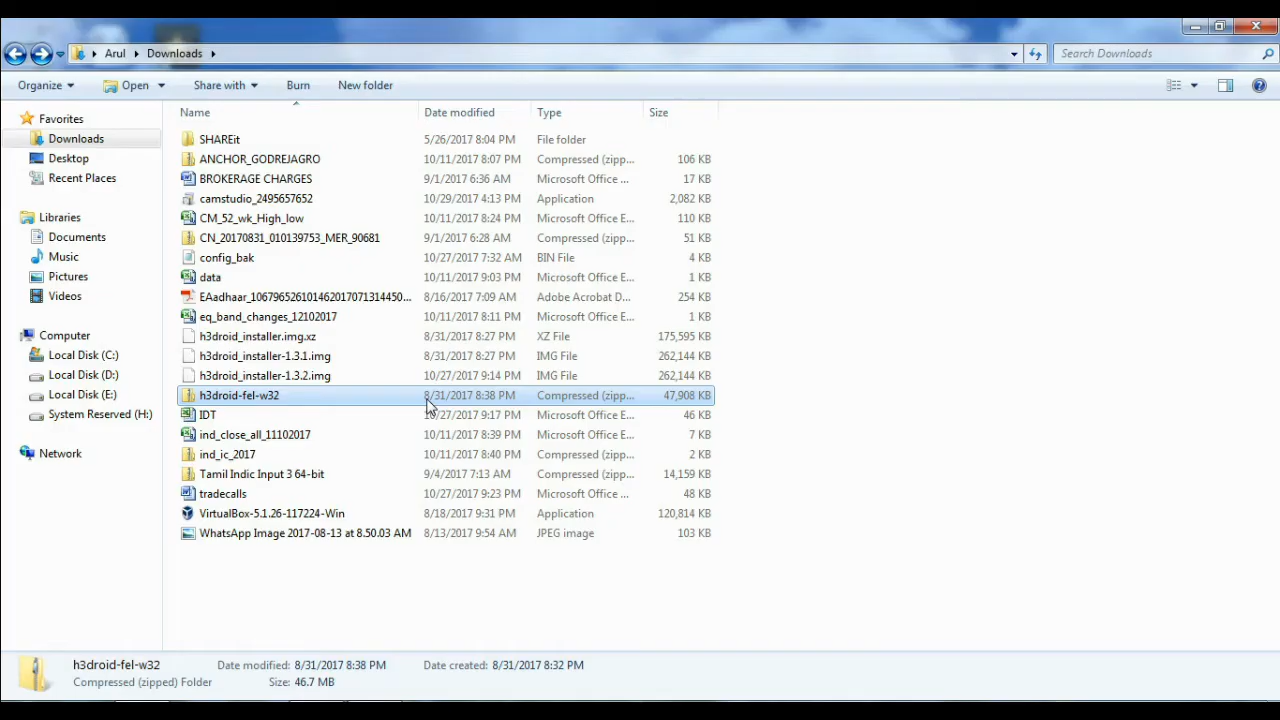 Arul Downloads
Search Downloads
Organize Open Share with Burn New folder
Name Date modified Type Size
Favorites
Downloads
Desktop
Recent Places
Libraries
Documents
Music
Pictures
Videos
Computer
Local Disk (C:)
Local Disk (D:)
Local Disk (E:)
System Reserved (H:)
Network
SHAREit 5/26/2017 8:04 PM File folder
ANCHOR_GODREJAGRO 10/11/2017 8:07 PM Compressed (zipp... 106 KB
BROKERAGE CHARGES 9/1/2017 6:36 AM Microsoft Office ... 17 KB
camstudio_2495657652 10/29/2017 4:13 PM Application 2,082 KB
CM_52_wk_High_low 10/11/2017 8:24 PM Microsoft Office E... 110 KB
CN_20170831_010139753_MER_90681 9/1/2017 6:28 AM Compressed (zipp... 51 KB
config_bak 10/27/2017 7:32 AM BIN File 4 KB
data 10/11/2017 9:03 PM Microsoft Office E... 1 KB
EAadhaar_106796526101462017071314450... 8/16/2017 7:09 AM Adobe Acrobat D... 254 KB
eq_band_changes_12102017 10/11/2017 8:11 PM Microsoft Office E... 1 KB
h3droid_installer.img.xz 8/31/2017 8:27 PM XZ File 175,595 KB
h3droid_installer-1.3.1.img 8/31/2017 8:27 PM IMG File 262,144 KB
h3droid_installer-1.3.2.img 10/27/2017 9:14 PM IMG File 262,144 KB
h3droid-fel-w32 8/31/2017 8:38 PM Compressed (zipp... 47,908 KB
IDT 10/27/2017 9:17 PM Microsoft Office E... 46 KB
ind_close_all_11102017 10/11/2017 8:39 PM Microsoft Office E... 7 KB
ind_ic_2017 10/11/2017 8:40 PM Compressed (zipp... 2 KB
Tamil Indic Input 3 64-bit 9/4/2017 7:13 AM Compressed (zipp... 14,159 KB
tradecalls 10/27/2017 9:23 PM Microsoft Office ... 48 KB
VirtualBox-5.1.26-117224-Win 8/18/2017 9:31 PM Application 120,814 KB
WhatsApp Image 2017-08-13 at 8.50.03 AM 8/13/2017 9:54 AM JPEG image 103 KB
h3droid-fel-w32 Date modified: 8/31/2017 8:38 PM Date created: 8/31/2017 8:32 PM
Compressed (zipped) Folder Size: 46.7 MB